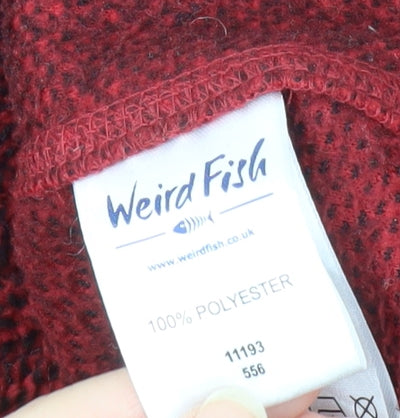 Weird Fish
www.weirdfish.co.uk
100% POLYESTER
11193
556